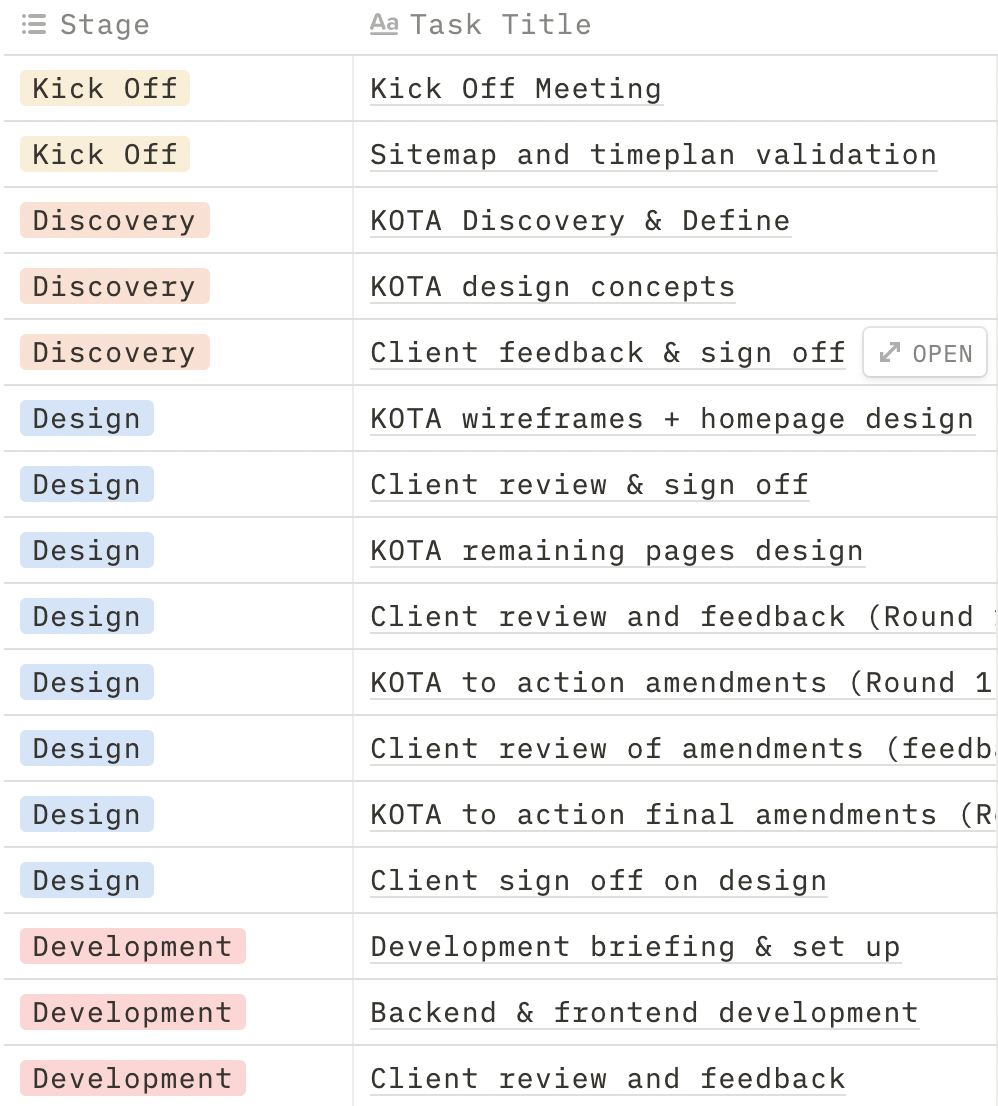 Stage Aa Task Title
Kick Off Kick Off Meeting
Kick Off Sitemap and timeplan validation
Discovery KOTA Discovery & Define
Discovery KOTA design concepts
Discovery Client feedback & sign off OPEN
Design KOTA wireframes + homepage design
Design Client review & sign off
Design KOTA remaining pages design
Design Client review and feedback (Round
Design KOTA to action amendments (Round 1
Design Client review of amendments
Design KOTA to action final amendments
Design Client sign off on design
Development Development briefing & set up
Development Backend & frontend development
Development Client review and feedback